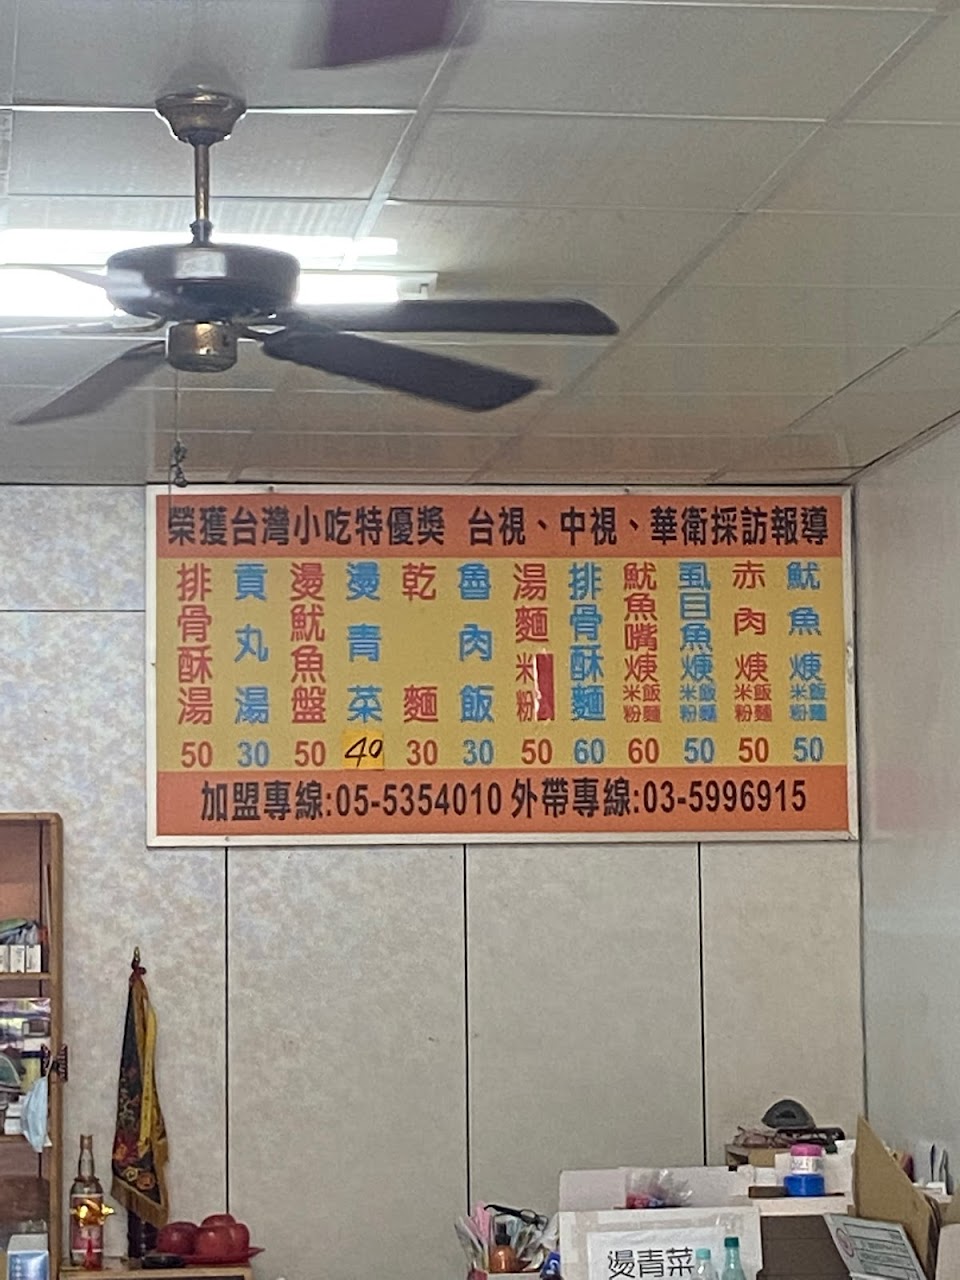 榮獲台灣小吃特優獎 台視、中視、華衛採訪報導
魷魚焿 米粉 飯麵 50
赤肉焿 米粉 飯麵 50
虱目魚焿 米粉 飯麵 50
魷魚嘴焿 米粉 飯麵 60
排骨酥麵 60
湯麵 米粉 50
魯肉飯 30
乾麵 30
燙青菜 40
燙魷魚盤 50
貢丸湯 30
排骨酥湯 50
加盟專線:05-5354010 外帶專線:03-5996915
燙青菜